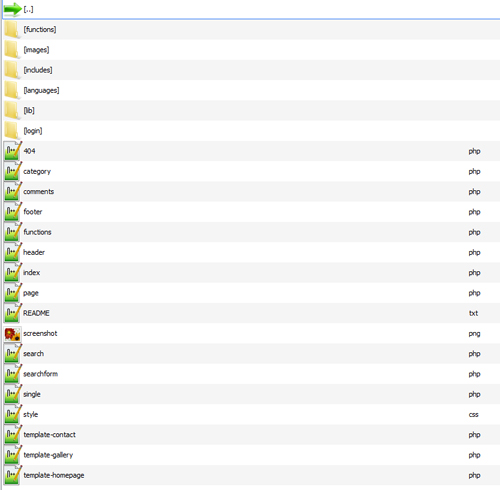 [..]
[functions]
[images]
[includes]
[languages]
[lib]
[login]
404 php
category php
comments php
footer php
functions php
header php
index php
page php
README txt
screenshot png
search php
searchform php
single php
style css
template-contact php
template-gallery php
template-homepage php